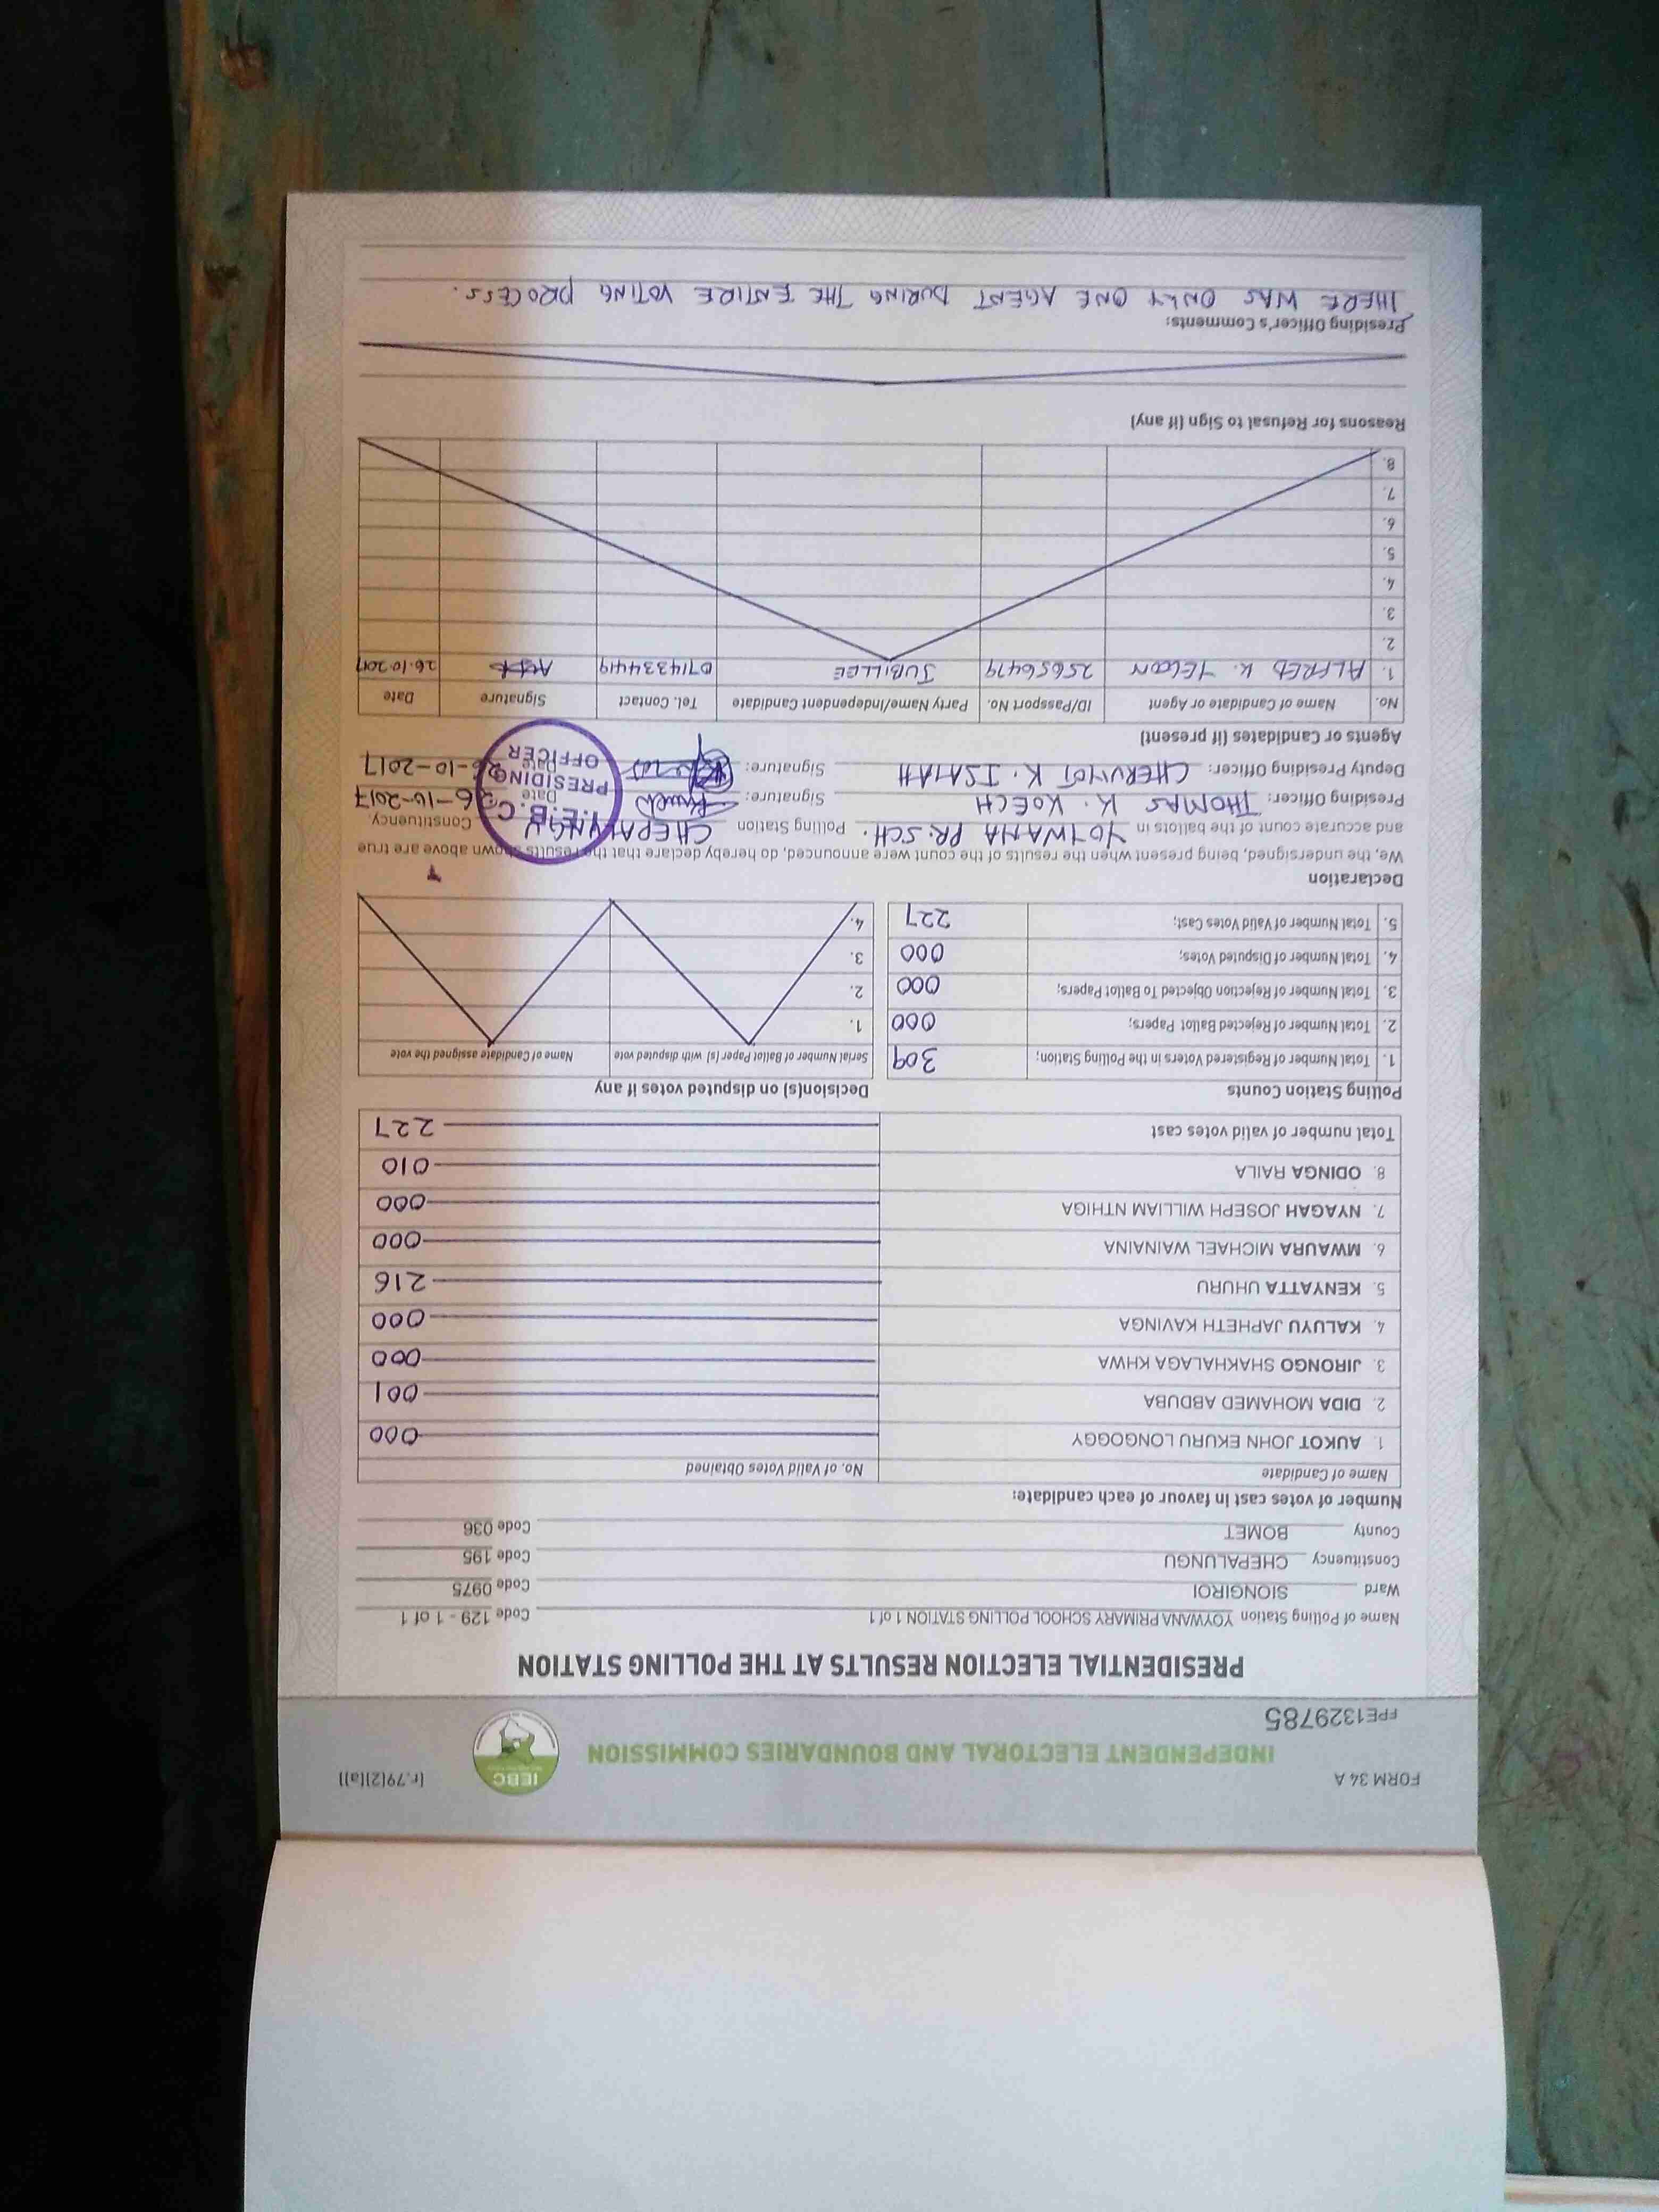 FORM 34 A
(r.79(2)(a))
INDEPENDENT ELECTORAL AND BOUNDARIES COMMISSION
IEBC
FPE1329785
PRESIDENTIAL ELECTION RESULTS AT THE POLLING STATION
Name of Polling Station YOYWANA PRIMARY SCHOOL POLLING STATION 1 of 1 Code 129 - 1 of 1
Ward SIONGIROI Code 0975
Constituency CHEPALUNGU Code 195
County BOMET Code 036
Number of votes cast in favour of each candidate:
Name of Candidate No. of Valid Votes Obtained
1. AUKOT JOHN EKURU LONGOGGY 000
2. DIDA MOHAMED ABDUBA 001
3. JIRONGO SHAKHALAGA KHWA 000
4. KALUYU JAPHETH KAVINGA 000
5. KENYATTA UHURU 216
6. MWAURA MICHAEL WAINAINA 000
7. NYAGAH JOSEPH WILLIAM NTHIGA 000
8. ODINGA RAILA 010
Total number of valid votes cast 227
Polling Station Counts
1. Total Number of Registered Voters in the Polling Station; 309
2. Total Number of Rejected Ballot Papers; 000
3. Total Number of Rejection Objected To Ballot Papers; 000
4. Total Number of Disputed Votes; 000
5. Total Number of Valid Votes Cast; 227
Decision(s) on disputed votes if any
Serial Number of Ballot Paper (s) with disputed vote Name of Candidate assigned the vote
1.
2.
3.
4.
Declaration
We, the undersigned, being present when the results of the count were announced, do hereby declare that the results shown above are true
and accurate count of the ballots in YOYWANA PR. SCH. Polling Station CHEPALUNGU Constituency.
Presiding Officer: THOMAS K. KOECH Signature: Date 26-10-2017
Deputy Presiding Officer: CHERUIYOT K. ISAIAH Signature: Date 26-10-2017
I.E.B.C.
PRESIDING
OFFICER
Agents or Candidates (if present)
No. Name of Candidate or Agent ID/Passport No. Party Name/Independent Candidate Tel. Contact Signature Date
1. ALFRED K. 25656479 JUBILLEE 0714334419 26.10.2017
2.
3.
4.
5.
6.
7.
8.
Reasons for Refusal to Sign (if any)
Presiding Officer's Comments:
THERE WAS ONLY ONE AGENT DURING THE ENTIRE VOTING PROCESS.